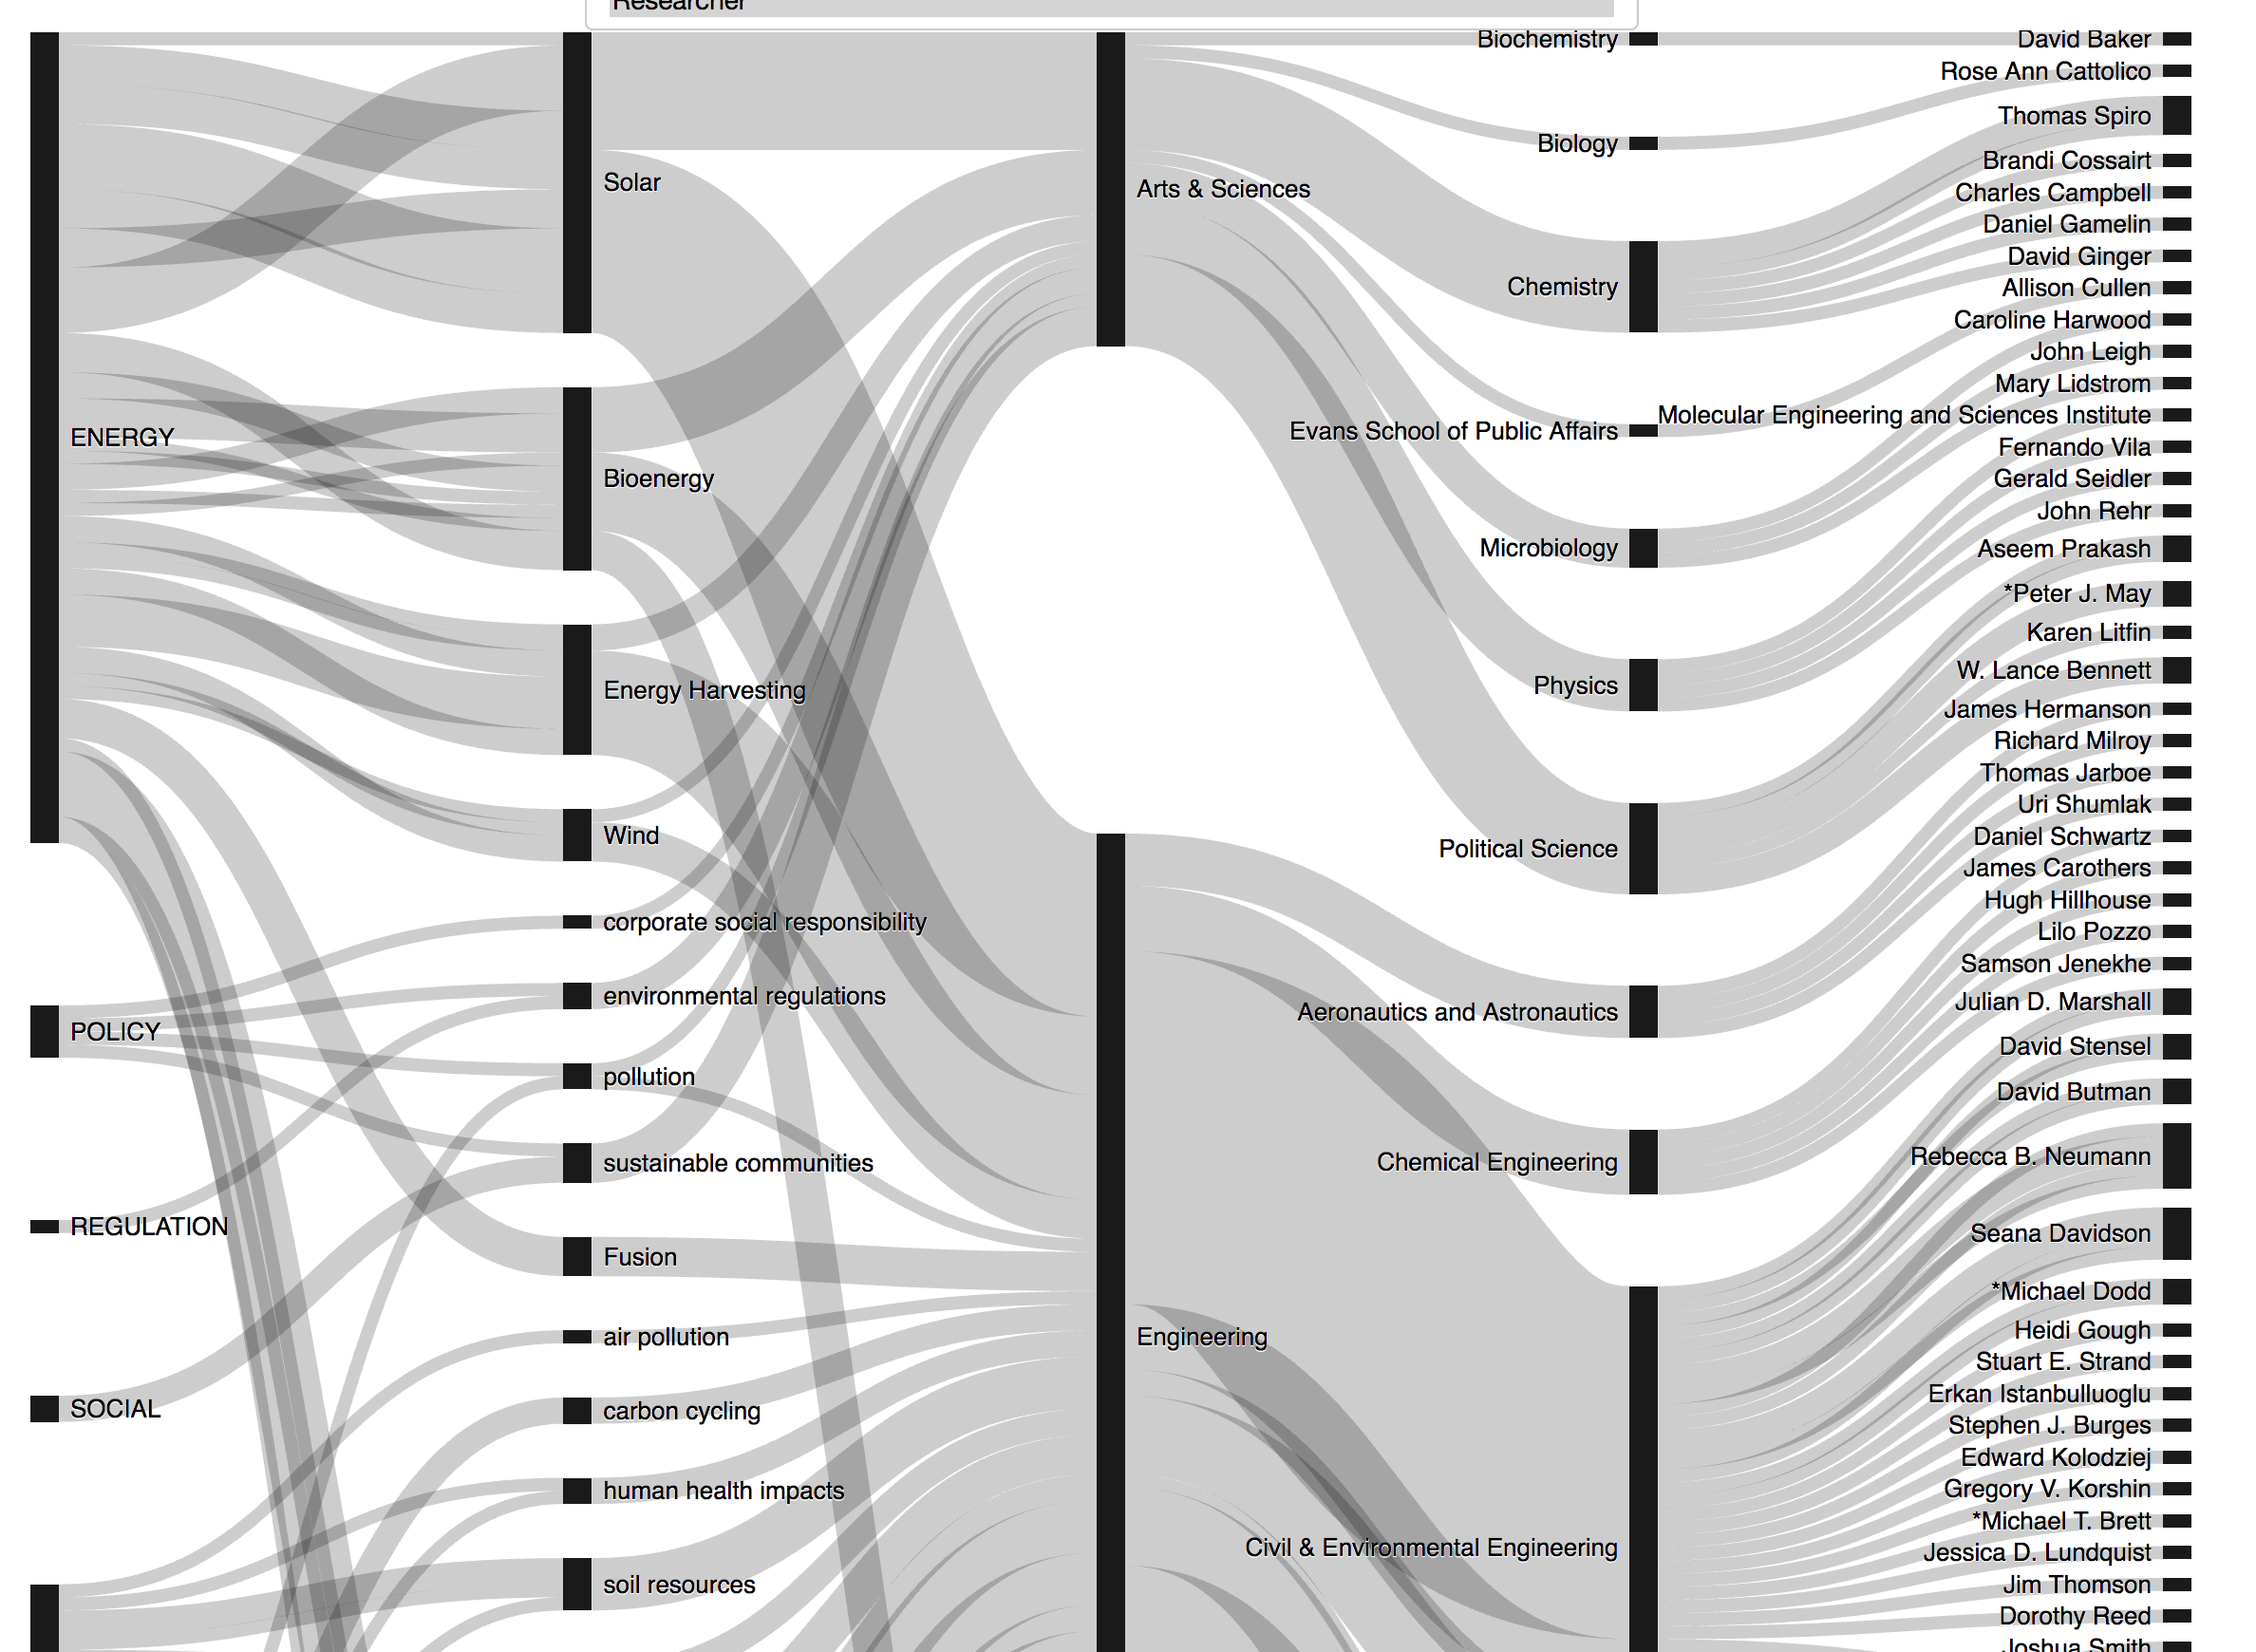 Researcher
ENERGY
POLICY
REGULATION
SOCIAL
Solar
Bioenergy
Energy Harvesting
Wind
corporate social responsibility
environmental regulations
pollution
sustainable communities
Fusion
air pollution
carbon cycling
human health impacts
soil resources
Arts & Sciences
Engineering
Biochemistry
Biology
Chemistry
Evans School of Public Affairs
Microbiology
Physics
Political Science
Aeronautics and Astronautics
Chemical Engineering
Civil & Environmental Engineering
David Baker
Rose Ann Cattolico
Thomas Spiro
Brandi Cossairt
Charles Campbell
Daniel Gamelin
David Ginger
Allison Cullen
Caroline Harwood
John Leigh
Mary Lidstrom
Molecular Engineering and Sciences Institute
Fernando Vila
Gerald Seidler
John Rehr
Aseem Prakash
*Peter J. May
Karen Litfin
W. Lance Bennett
James Hermanson
Richard Milroy
Thomas Jarboe
Uri Shumlak
Daniel Schwartz
James Carothers
Hugh Hillhouse
Lilo Pozzo
Samson Jenekhe
Julian D. Marshall
David Stensel
David Butman
Rebecca B. Neumann
Seana Davidson
*Michael Dodd
Heidi Gough
Stuart E. Strand
Erkan Istanbulluoglu
Stephen J. Burges
Edward Kolodziej
Gregory V. Korshin
*Michael T. Brett
Jessica D. Lundquist
Jim Thomson
Dorothy Reed
Joshua Smith